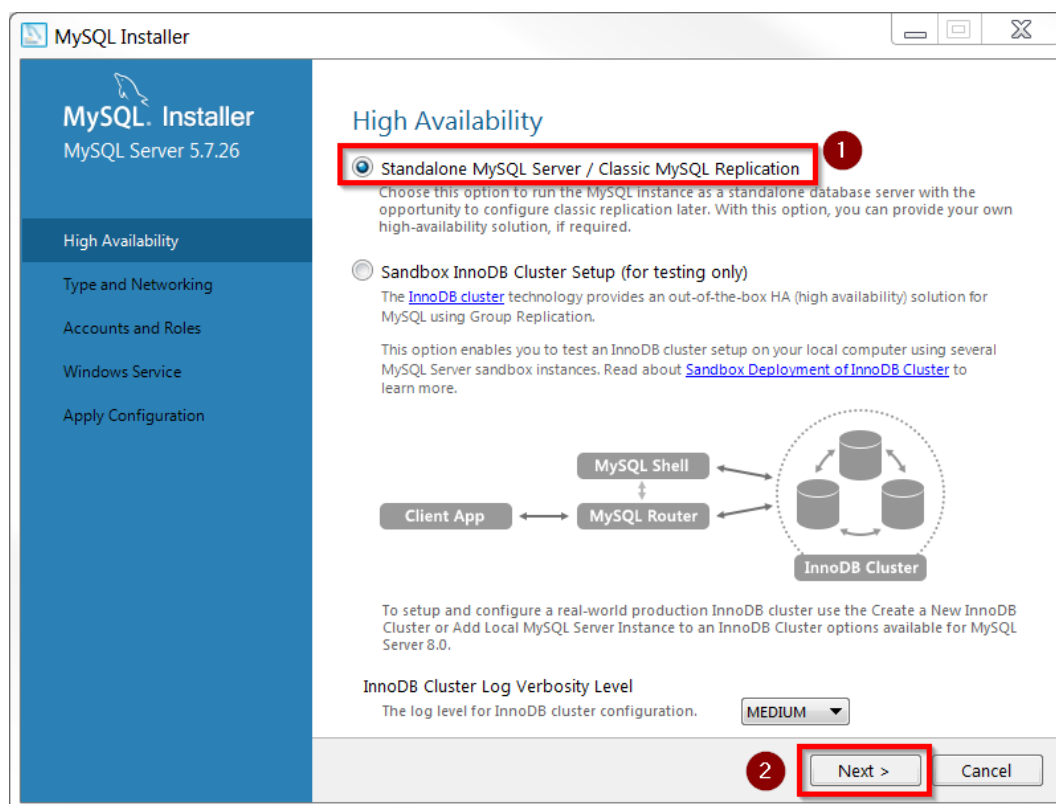 MySQL Installer
MySQL. Installer
MySQL Server 5.7.26
High Availability
Type and Networking
Accounts and Roles
Windows Service
Apply Configuration
High Availability
Standalone MySQL Server / Classic MySQL Replication
1
Choose this option to run the MySQL instance as a standalone database server with the
opportunity to configure classic replication later. With this option, you can provide your own
high-availability solution, if required.
Sandbox InnoDB Cluster Setup (for testing only)
The InnoDB cluster technology provides an out-of-the-box HA (high availability) solution for
MySQL using Group Replication.
This option enables you to test an InnoDB cluster setup on your local computer using several
MySQL Server sandbox instances. Read about Sandbox Deployment of InnoDB Cluster to
learn more.
MySQL Shell
Client App
MySQL Router
InnoDB Cluster
To setup and configure a real-world production InnoDB cluster use the Create a New InnoDB
Cluster or Add Local MySQL Server Instance to an InnoDB Cluster options available for MySQL
Server 8.0.
InnoDB Cluster Log Verbosity Level
The log level for InnoDB cluster configuration.
MEDIUM
2
Next >
Cancel